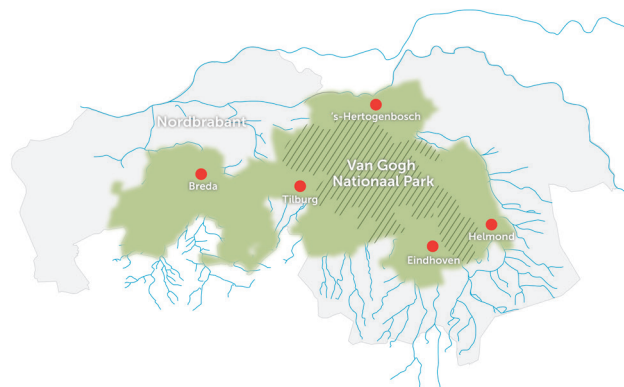 's-Hertogenbosch
Nordbrabant
Van Gogh
Nationaal Park
Breda
Tilburg
Helmond
Eindhoven